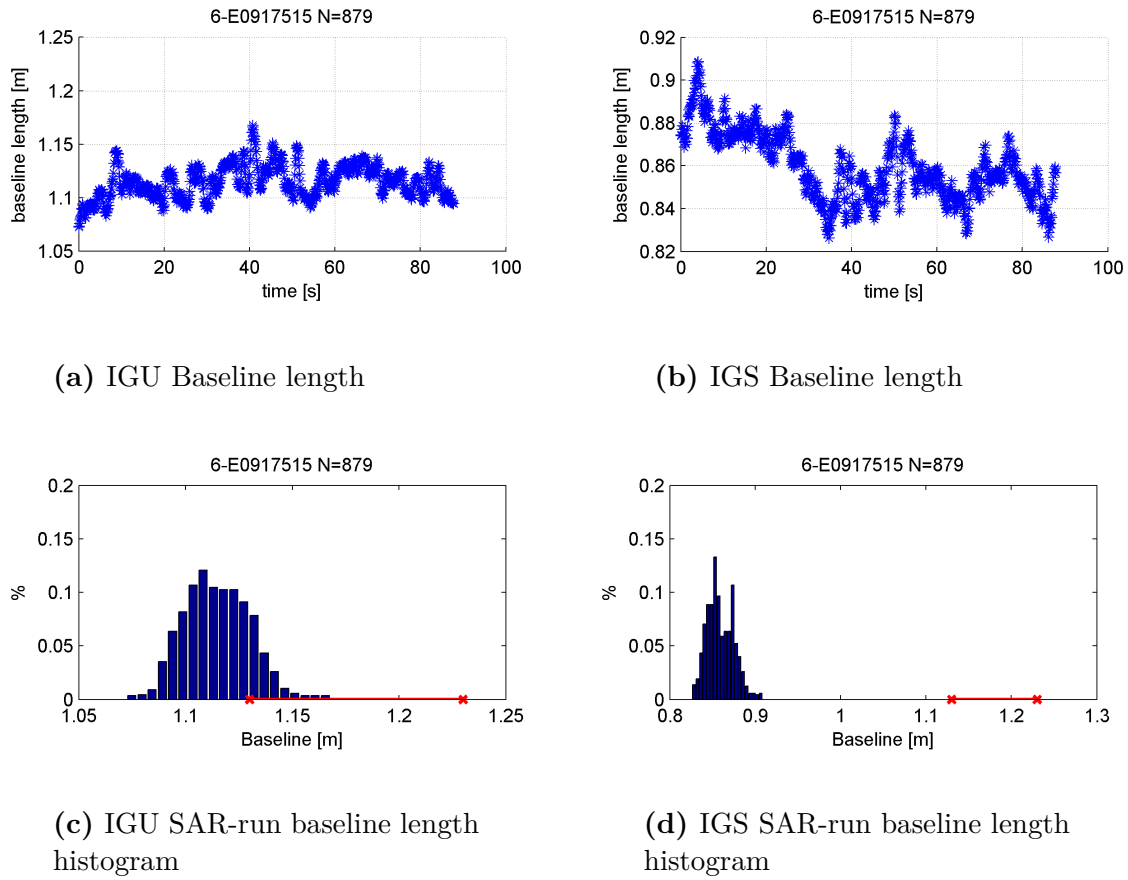 6-E0917515 N=879
baseline length [m]
1.25
1.2
1.15
1.1
1.05
0 20 40 60 80 100
time [s]
6-E0917515 N=879
baseline length [m]
0.92
0.9
0.88
0.86
0.84
0.82
0 20 40 60 80 100
time [s]
(a) IGU Baseline length
(b) IGS Baseline length
6-E0917515 N=879
%
0.2
0.15
0.1
0.05
0
1.05 1.1 1.15 1.2 1.25
Baseline [m]
6-E0917515 N=879
%
0.2
0.15
0.1
0.05
0
0.8 0.9 1 1.1 1.2 1.3
Baseline [m]
(c) IGU SAR-run baseline length
histogram
(d) IGS SAR-run baseline length
histogram